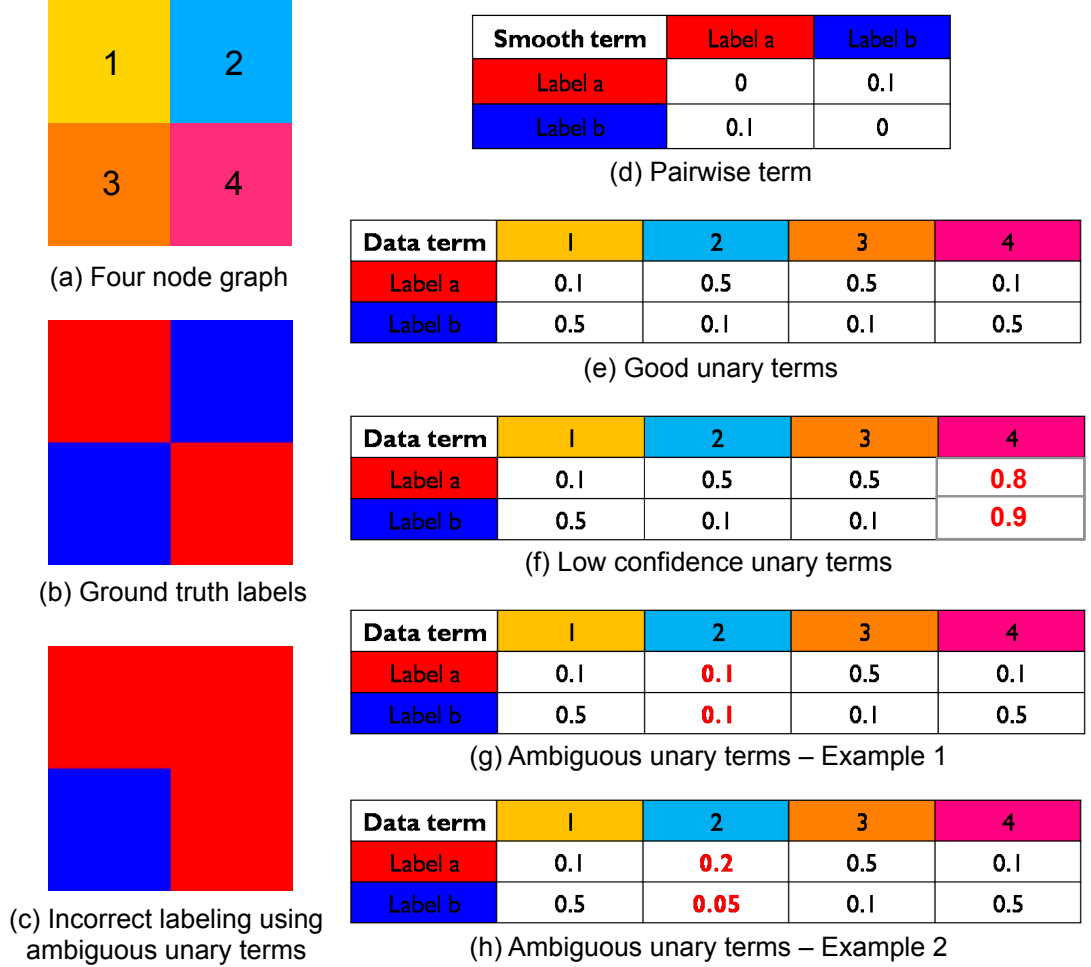 1 2
3 4
(a) Four node graph
(b) Ground truth labels
(c) Incorrect labeling using
ambiguous unary terms
Smooth term Label a Label b
Label a 0 0.1
Label b 0.1 0
(d) Pairwise term
Data term 1 2 3 4
Label a 0.1 0.5 0.5 0.1
Label b 0.5 0.1 0.1 0.5
(e) Good unary terms
Data term 1 2 3 4
Label a 0.1 0.5 0.5 0.8
Label b 0.5 0.1 0.1 0.9
(f) Low confidence unary terms
Data term 1 2 3 4
Label a 0.1 0.1 0.5 0.1
Label b 0.5 0.1 0.1 0.5
(g) Ambiguous unary terms – Example 1
Data term 1 2 3 4
Label a 0.1 0.2 0.5 0.1
Label b 0.5 0.05 0.1 0.5
(h) Ambiguous unary terms – Example 2